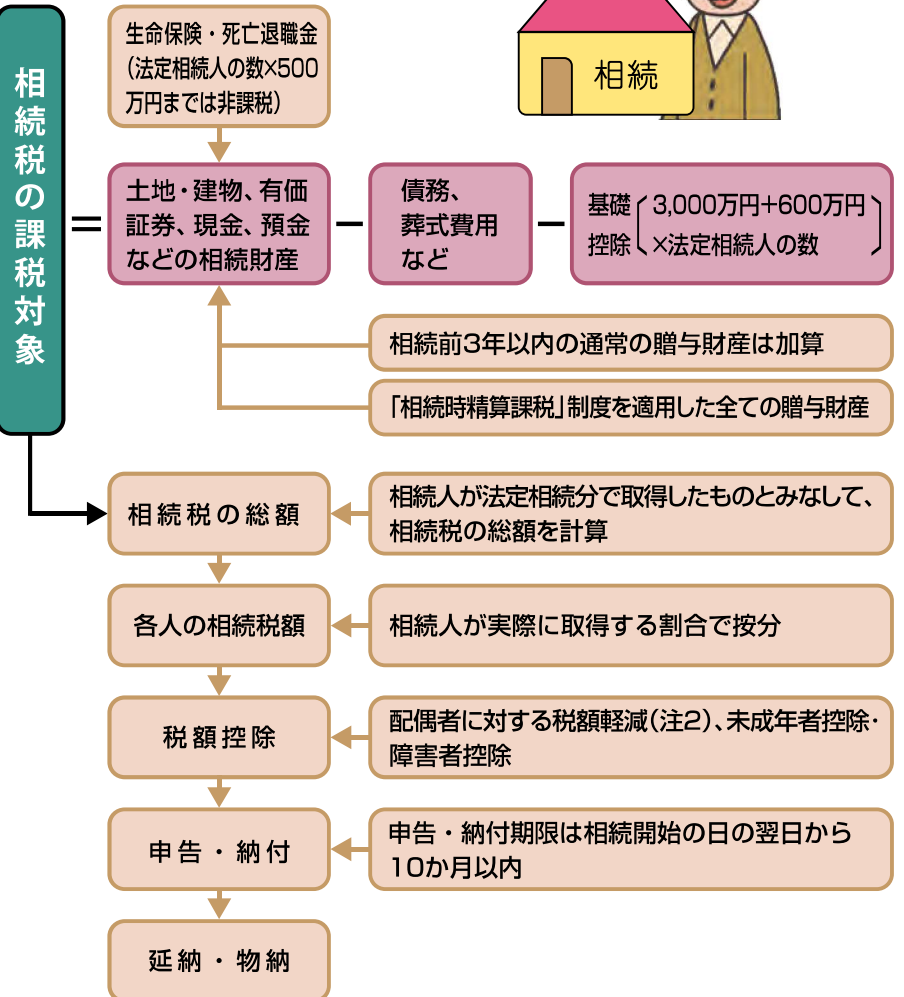 相続税の課税対象
生命保険・死亡退職金
(法定相続人の数×500
万円までは非課税)
相続
=
土地・建物、有価
証券、現金、預金
などの相続財産
−
債務、
葬式費用
など
−
基礎控除
3,000万円+600万円
×法定相続人の数
相続前3年以内の通常の贈与財産は加算
「相続時精算課税」制度を適用した全ての贈与財産
相続税の総額
相続人が法定相続分で取得したものとみなして、
相続税の総額を計算
各人の相続税額
相続人が実際に取得する割合で按分
税額控除
配偶者に対する税額軽減(注2)、未成年者控除・
障害者控除
申告・納付
申告・納付期限は相続開始の日の翌日から
10か月以内
延納・物納